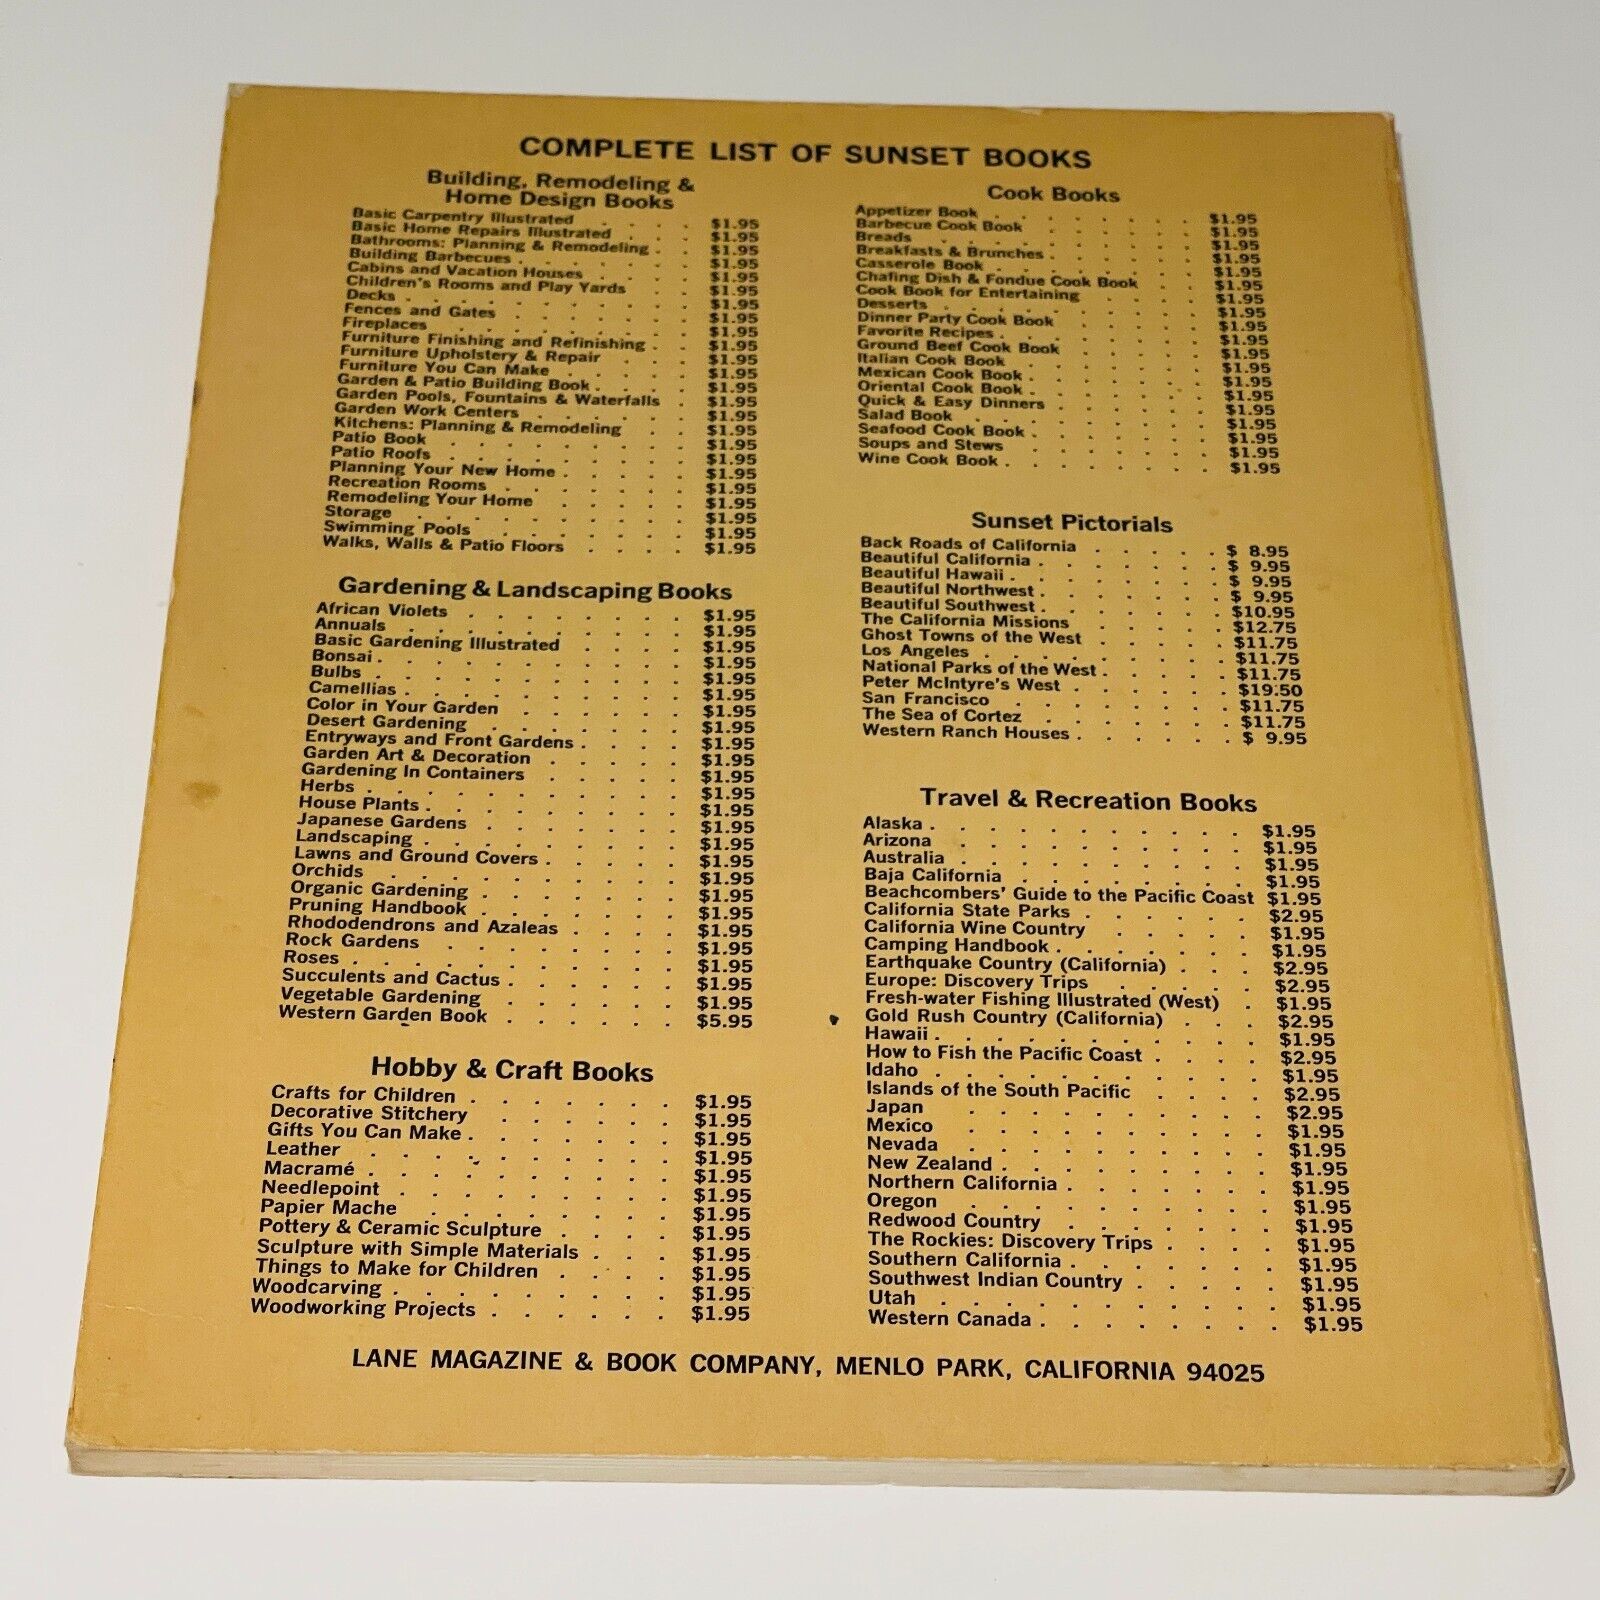 COMPLETE LIST OF SUNSET BOOKS
Building, Remodeling &
Home Design Books
Basic Carpentry Illustrated $1.95
Basic Home Repairs Illustrated $1.95
Bathrooms: Planning & Remodeling $1.95
Building Barbecues $1.95
Cabins and Vacation Houses $1.95
Children's Rooms and Play Yards $1.95
Decks $1.95
Fences and Gates $1.95
Fireplaces $1.95
Furniture Finishing and Refinishing $1.95
Furniture Upholstery & Repair $1.95
Furniture You Can Make $1.95
Garden & Patio Building Book $1.95
Garden Pools, Fountains & Waterfalls $1.95
Garden Work Centers $1.95
Kitchens: Planning & Remodeling $1.95
Patio Book $1.95
Patio Roofs $1.95
Planning Your New Home $1.95
Recreation Rooms $1.95
Remodeling Your Home $1.95
Storage $1.95
Swimming Pools $1.95
Walks, Walls & Patio Floors $1.95
Gardening & Landscaping Books
African Violets $1.95
Annuals $1.95
Basic Gardening Illustrated $1.95
Bonsai $1.95
Bulbs $1.95
Camellias $1.95
Color in Your Garden $1.95
Desert Gardening $1.95
Entryways and Front Gardens $1.95
Garden Art & Decoration $1.95
Gardening In Containers $1.95
Herbs $1.95
House Plants $1.95
Japanese Gardens $1.95
Landscaping $1.95
Lawns and Ground Covers $1.95
Orchids $1.95
Organic Gardening $1.95
Pruning Handbook $1.95
Rhododendrons and Azaleas $1.95
Rock Gardens $1.95
Roses $1.95
Succulents and Cactus $1.95
Vegetable Gardening $1.95
Western Garden Book $5.95
Hobby & Craft Books
Crafts for Children $1.95
Decorative Stitchery $1.95
Gifts You Can Make $1.95
Leather $1.95
Macramé $1.95
Needlepoint $1.95
Papier Mache $1.95
Pottery & Ceramic Sculpture $1.95
Sculpture with Simple Materials $1.95
Things to Make for Children $1.95
Woodcarving $1.95
Woodworking Projects $1.95
Cook Books
Appetizer Book $1.95
Barbecue Cook Book $1.95
Breads $1.95
Breakfasts & Brunches $1.95
Casserole Book $1.95
Chafing Dish & Fondue Cook Book $1.95
Cook Book for Entertaining $1.95
Desserts $1.95
Dinner Party Cook Book $1.95
Favorite Recipes $1.95
Ground Beef Cook Book $1.95
Italian Cook Book $1.95
Mexican Cook Book $1.95
Oriental Cook Book $1.95
Quick & Easy Dinners $1.95
Salad Book $1.95
Seafood Cook Book $1.95
Soups and Stews $1.95
Wine Cook Book $1.95
Sunset Pictorials
Back Roads of California $ 8.95
Beautiful California $ 9.95
Beautiful Hawaii $ 9.95
Beautiful Northwest $ 9.95
Beautiful Southwest $10.95
The California Missions $12.75
Ghost Towns of the West $11.75
Los Angeles $11.75
National Parks of the West $11.75
Peter McIntyre's West $19.50
San Francisco $11.75
The Sea of Cortez $11.75
Western Ranch Houses $ 9.95
Travel & Recreation Books
Alaska $1.95
Arizona $1.95
Australia $1.95
Baja California $1.95
Beachcombers' Guide to the Pacific Coast $1.95
California State Parks $2.95
California Wine Country $1.95
Camping Handbook $1.95
Earthquake Country (California) $2.95
Europe: Discovery Trips $2.95
Fresh-water Fishing Illustrated (West) $1.95
Gold Rush Country (California) $2.95
Hawaii $1.95
How to Fish the Pacific Coast $2.95
Idaho $1.95
Islands of the South Pacific $2.95
Japan $2.95
Mexico $1.95
Nevada $1.95
New Zealand $1.95
Northern California $1.95
Oregon $1.95
Redwood Country $1.95
The Rockies: Discovery Trips $1.95
Southern California $1.95
Southwest Indian Country $1.95
Utah $1.95
Western Canada $1.95
LANE MAGAZINE & BOOK COMPANY, MENLO PARK, CALIFORNIA 94025